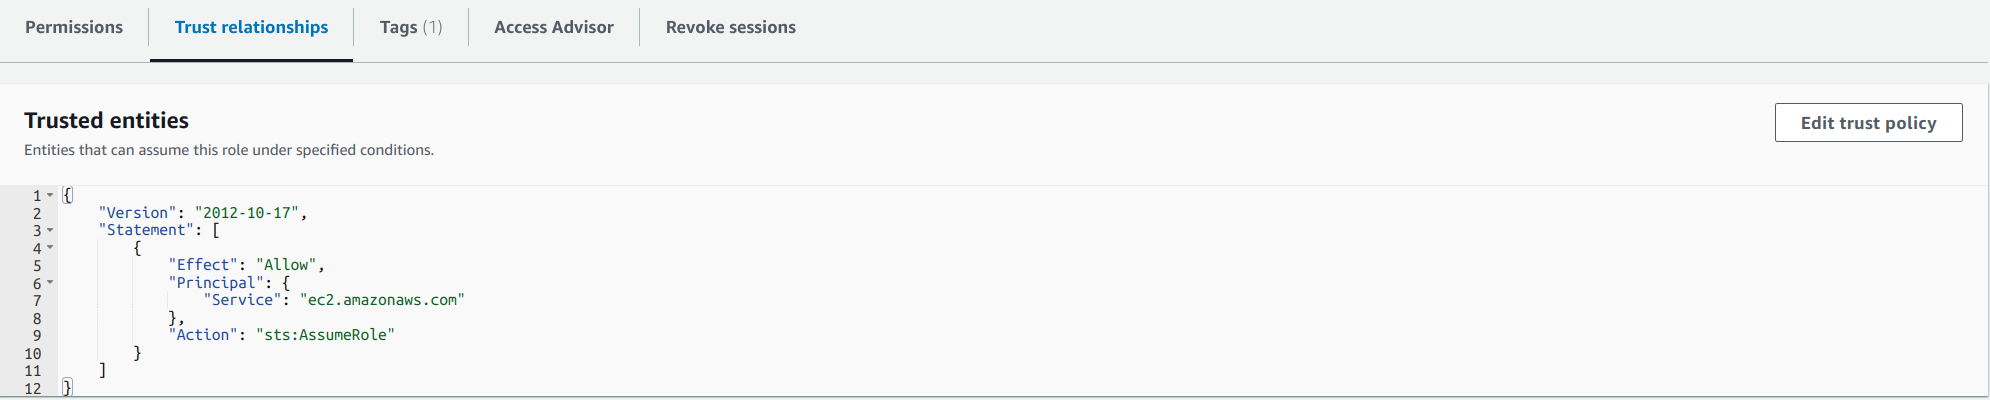 Permissions
Trust relationships
Tags (1)
Access Advisor
Revoke sessions
Trusted entities
Edit trust policy
Entities that can assume this role under specified conditions.
1 {
2 "Version": "2012-10-17",
3 "Statement": [
4 {
5 "Effect": "Allow",
6 "Principal": {
7 "Service": "ec2.amazonaws.com"
8 },
9 "Action": "sts:AssumeRole"
10 }
11 ]
12 }